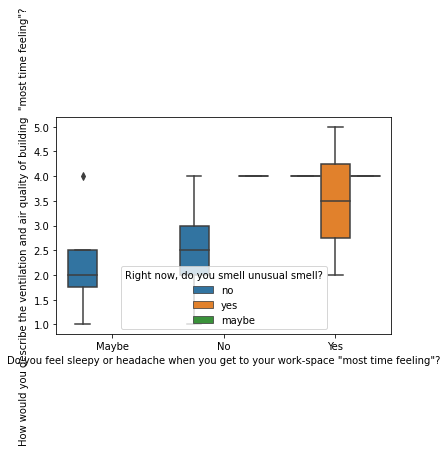 How would you describe the ventilation and air quality of building  "most time feeling"?
5.0
4.5
4.0
3.5
3.0
2.5
2.0
1.5
1.0
Right now, do you smell unusual smell?
no
yes
maybe
Maybe No Yes
Do you feel sleepy or headache when you get to your work-space "most time feeling"?